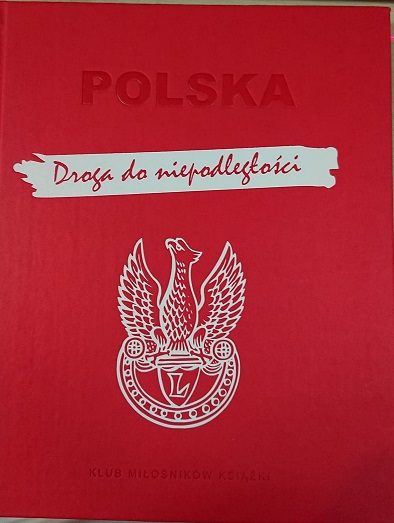 POLSKA
Droga do niepodległości
L
KLUB MIŁOŚNIKÓW KSIĄŻKI